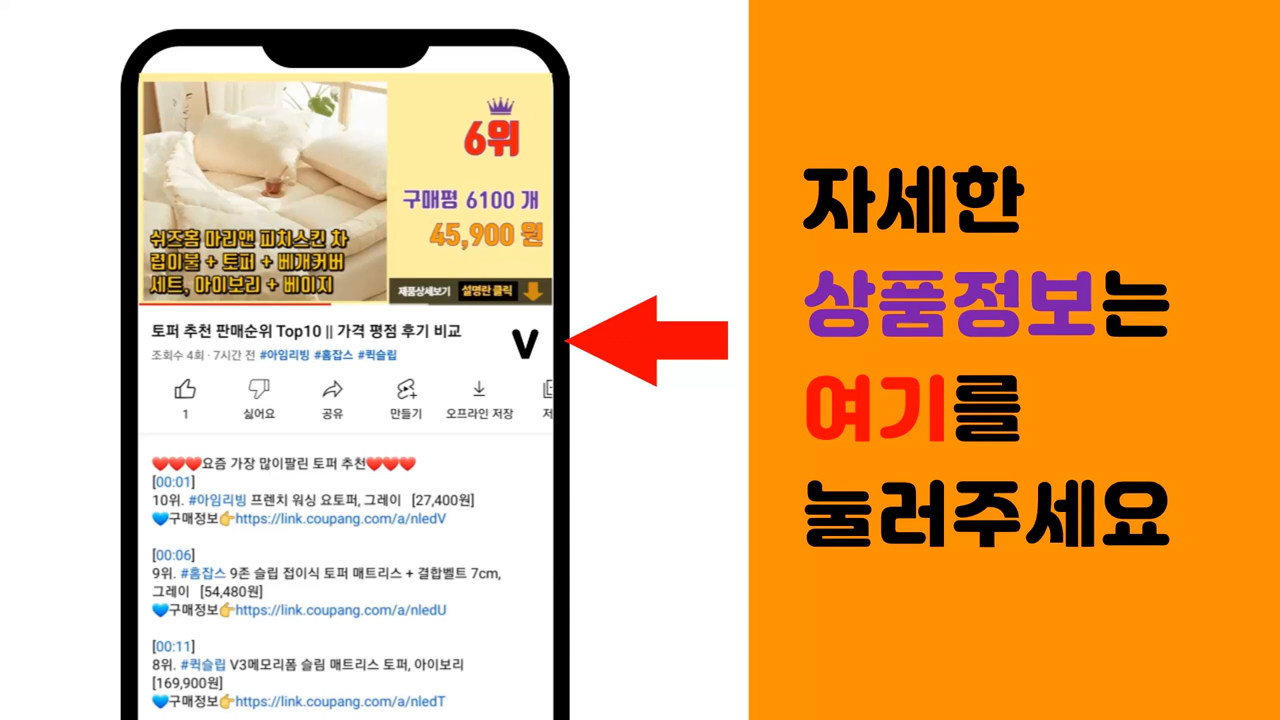 6위
구매평 6100 개
45,900 원
쉬즈홈 마리앤 피치스킨 차
렵이불 + 토퍼 + 베개커버
세트, 아이보리 + 베이지
제품상세보기 설명란 클릭
토퍼 추천 판매순위 Top10 || 가격 평점 후기 비교
조회수 4회 · 7시간 전 #아임리빙 #홈잡스 #퀵슬립
V
1 싫어요 공유 만들기 오프라인 저장 저
❤️❤️❤️요즘 가장 많이팔린 토퍼 추천❤️❤️❤️
[00:01]
10위. #아임리빙 프렌치 워싱 요토퍼, 그레이 [27,400원]
💙구매정보👉https://link.coupang.com/a/nledV
[00:06]
9위. #홈잡스 9존 슬립 접이식 토퍼 매트리스 + 결합벨트 7cm,
그레이 [54,480원]
💙구매정보👉https://link.coupang.com/a/nledU
[00:11]
8위. #퀵슬립 V3메모리폼 슬림 매트리스 토퍼, 아이보리
[169,900원]
💙구매정보👉https://link.coupang.com/a/nledT
자세한
상품정보는
여기를
눌러주세요